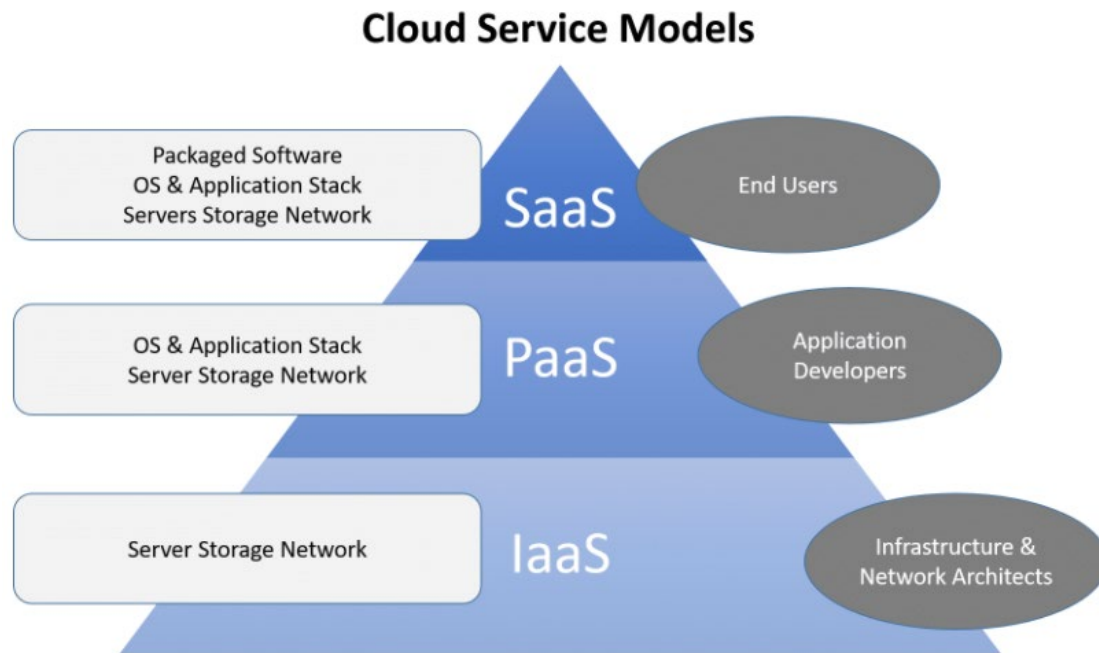 Cloud Service Models
Packaged Software
OS & Application Stack
Servers Storage Network
SaaS
End Users
OS & Application Stack
Server Storage Network
PaaS
Application
Developers
Server Storage Network
IaaS
Infrastructure &
Network Architects